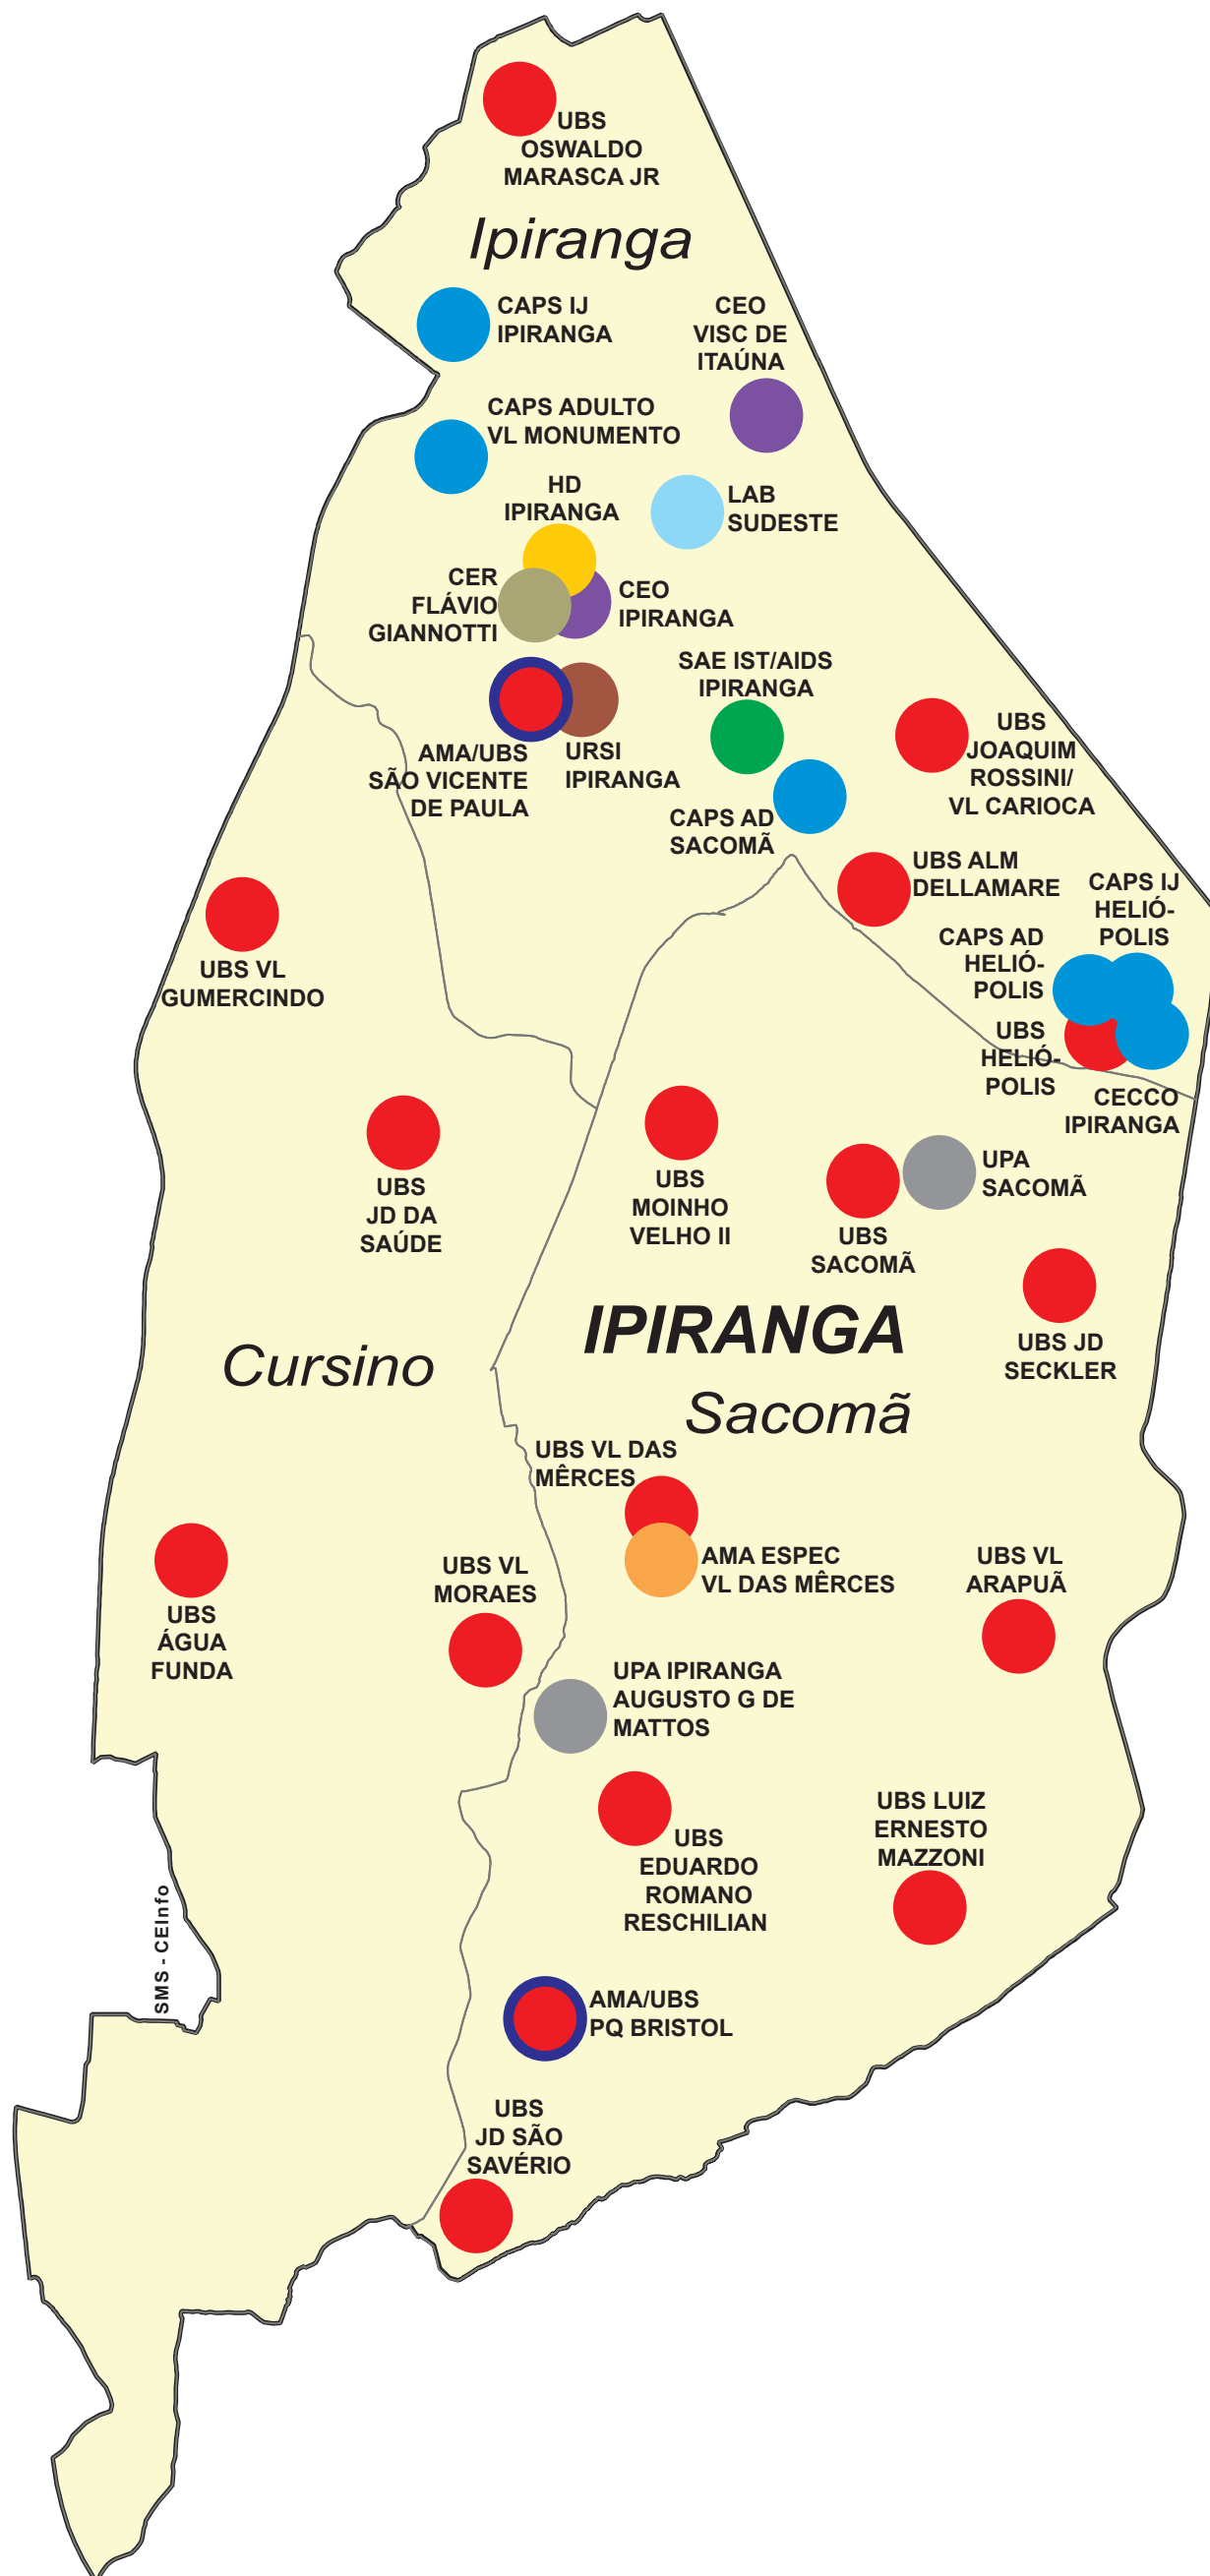 UBS
OSWALDO
MARASCA JR
Ipiranga
CAPS IJ
IPIRANGA
CEO
VISC DE
ITAÚNA
CAPS ADULTO
VL MONUMENTO
HD
IPIRANGA
LAB
SUDESTE
CER
FLÁVIO
GIANNOTTI
CEO
IPIRANGA
SAE IST/AIDS
IPIRANGA
AMA/UBS
SÃO VICENTE
DE PAULA
URSI
IPIRANGA
UBS
JOAQUIM
ROSSINI/
VL CARIOCA
CAPS AD
SACOMÃ
UBS ALM
DELLAMARE
CAPS IJ
HELIÓ-
POLIS
CAPS AD
HELIÓ-
POLIS
UBS VL
GUMERCINDO
UBS
HELIÓ-
POLIS
CECCO
IPIRANGA
UBS
JD DA
SAÚDE
UBS
MOINHO
VELHO II
UPA
SACOMÃ
UBS
SACOMÃ
IPIRANGA
UBS JD
SECKLER
Cursino
Sacomã
UBS VL DAS
MÊRCES
AMA ESPEC
VL DAS MÊRCES
UBS VL
ARAPUÃ
UBS VL
MORAES
UBS
ÁGUA
FUNDA
UPA IPIRANGA
AUGUSTO G DE
MATTOS
UBS
EDUARDO
ROMANO
RESCHILIAN
UBS LUIZ
ERNESTO
MAZZONI
SMS - CEInfo
AMA/UBS
PQ BRISTOL
UBS
JD SÃO
SAVÉRIO